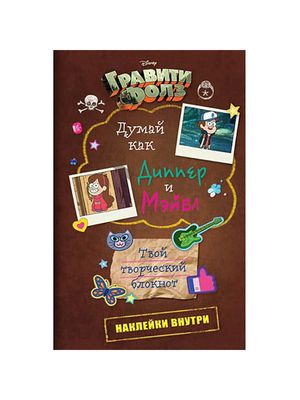 Disney
ГРАВИТИ
ФОЛЗ
Думай
как
Диппер
и
Мэйбл
Твой
творческий
блокнот
НАКЛЕЙКИ ВНУТРИ